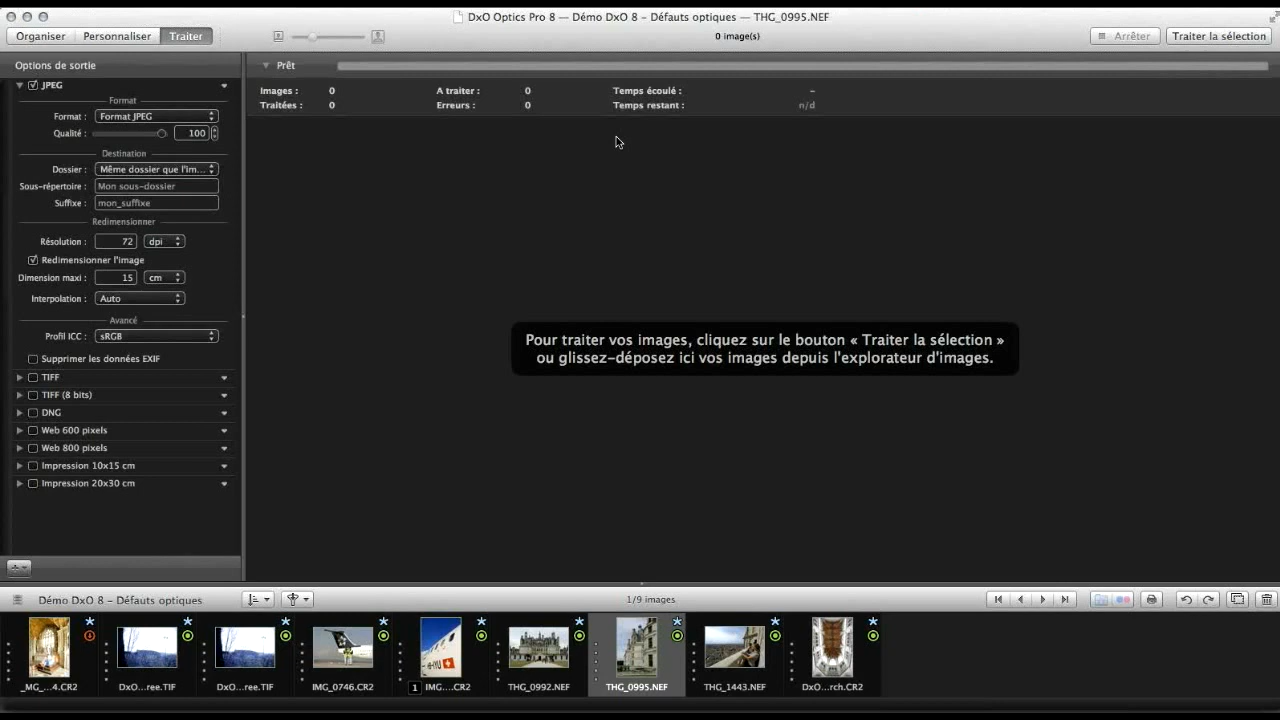 DxO Optics Pro 8 — Démo DxO 8 – Défauts optiques — THG_0995.NEF
Organiser Personnaliser Traiter
0 image(s)
Arrêter Traiter la sélection
Options de sortie
Prêt
JPEG
Images : 0 A traiter : 0 Temps écoulé : –
Traitées : 0 Erreurs : 0 Temps restant : n/d
Format
Format : Format JPEG
Qualité : 100
Destination
Dossier : Même dossier que l'im...
Sous-répertoire : Mon sous-dossier
Suffixe : mon_suffixe
Redimensionner
Résolution : 72 dpi
Redimensionner l'image
Dimension maxi : 15 cm
Interpolation : Auto
Avancé
Profil ICC : sRGB
Supprimer les données EXIF
TIFF
TIFF (8 bits)
DNG
Web 600 pixels
Web 800 pixels
Impression 10x15 cm
Impression 20x30 cm
Pour traiter vos images, cliquez sur le bouton « Traiter la sélection »
ou glissez-déposez ici vos images depuis l'explorateur d'images.
Démo DxO 8 – Défauts optiques
1/9 images
_MG_...4.CR2 DxO...ree.TIF DxO...ree.TIF IMG_0746.CR2 1 IMG....CR2 THG_0992.NEF THG_0995.NEF THG_1443.NEF DxO...rch.CR2